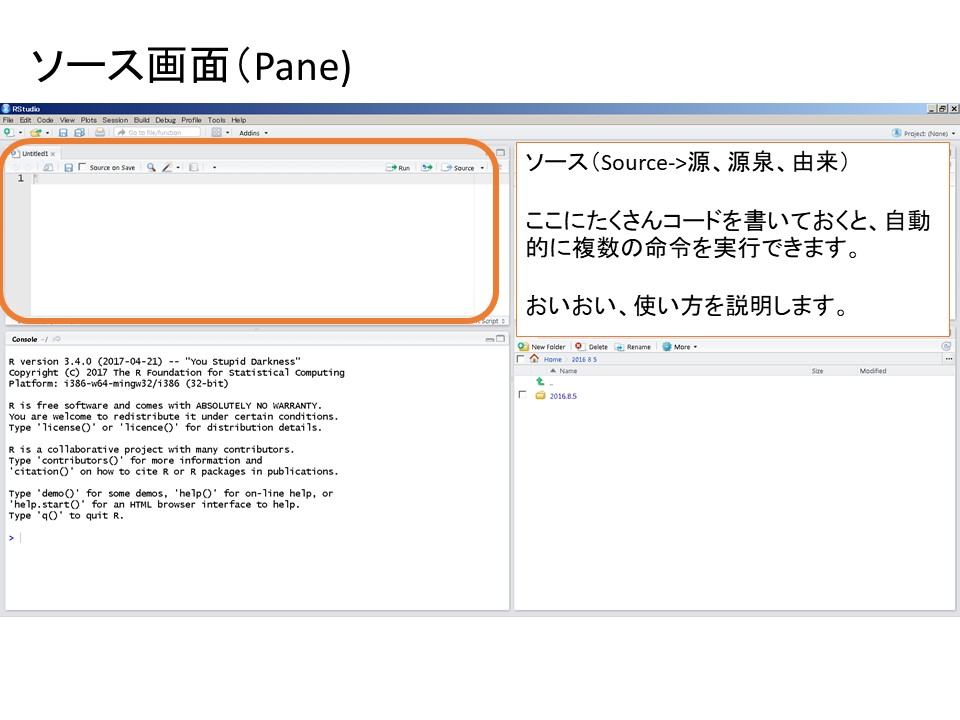 ソース画面（Pane)
RStudio
File Edit Code View Plots Session Build Debug Profile Tools Help
Go to file/function Addins Project: (None)
Untitled1
Source on Save Run Source
1
ソース（Source->源、源泉、由来）
ここにたくさんコードを書いておくと、自動
的に複数の命令を実行できます。
おいおい、使い方を説明します。
Script
Console ~/
R version 3.4.0 (2017-04-21) -- "You Stupid Darkness"
Copyright (C) 2017 The R Foundation for Statistical Computing
Platform: i386-w64-mingw32/i386 (32-bit)
R is free software and comes with ABSOLUTELY NO WARRANTY.
You are welcome to redistribute it under certain conditions.
Type 'license()' or 'licence()' for distribution details.
R is a collaborative project with many contributors.
Type 'contributors()' for more information and
'citation()' on how to cite R or R packages in publications.
Type 'demo()' for some demos, 'help()' for on-line help, or
'help.start()' for an HTML browser interface to help.
Type 'q()' to quit R.
>
New Folder Delete Rename More
Home 2016 8 5
Name Size Modified
..
2016.8.5